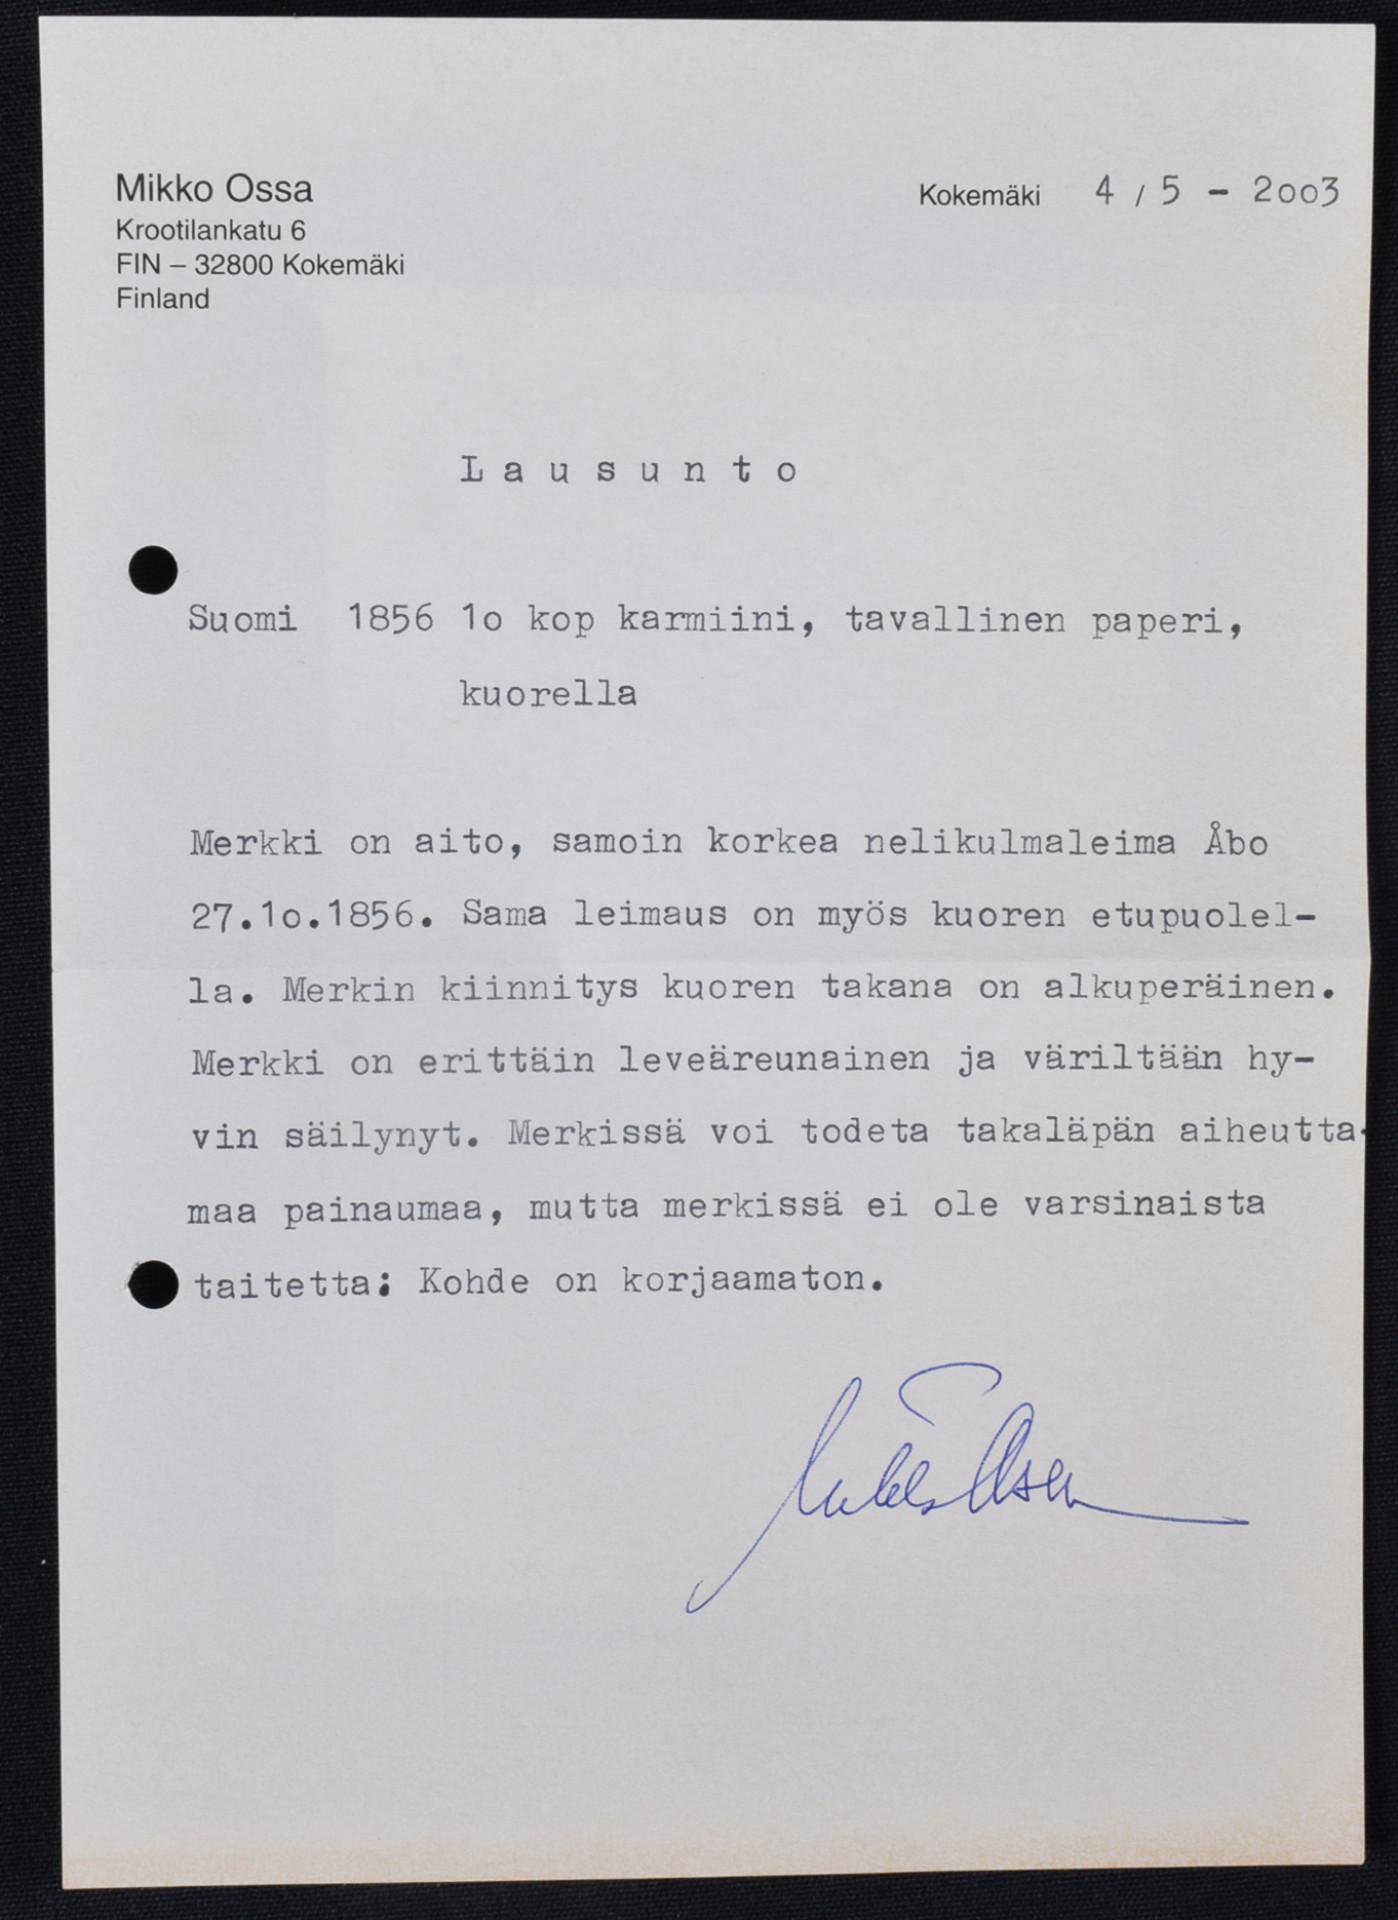 Mikko Ossa
Krootilankatu 6
FIN – 32800 Kokemäki
Finland
Kokemäki 4 / 5 - 2oo3
L a u s u n t o
Suomi 1856 1o kop karmiini, tavallinen paperi,
kuorella
Merkki on aito, samoin korkea nelikulmaleima Åbo
27.1o.1856. Sama leimaus on myös kuoren etupuolel-
la. Merkin kiinnitys kuoren takana on alkuperäinen.
Merkki on erittäin leveäreunainen ja väriltään hy-
vin säilynyt. Merkissä voi todeta takaläpän aiheutta-
maa painaumaa, mutta merkissä ei ole varsinaista
taitetta; Kohde on korjaamaton.
Mikko Ossa